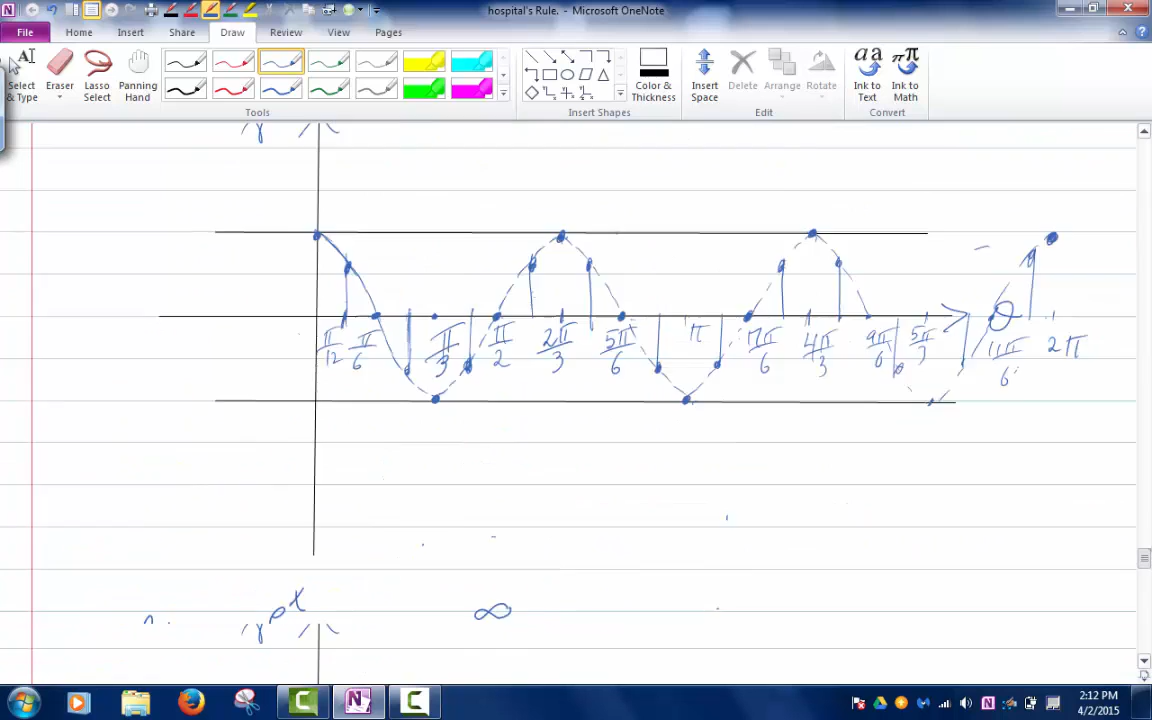 hospital's Rule. - Microsoft OneNote
File Home Insert Draw Share Review View Pages
Select & Type
Eraser
Lasso Select
Panning Hand
Color & Thickness
Insert Space
Delete
Arrange
Rotate
Ink to Text
Ink to Math
Tools
Insert Shapes
Edit
Convert
π/12 π/6 π/3 π/2 2π/3 5π/6 π 7π/6 4π/3 9π/6 5π/3 11π/6 2π
θ
∞
2:12 PM
4/2/2015